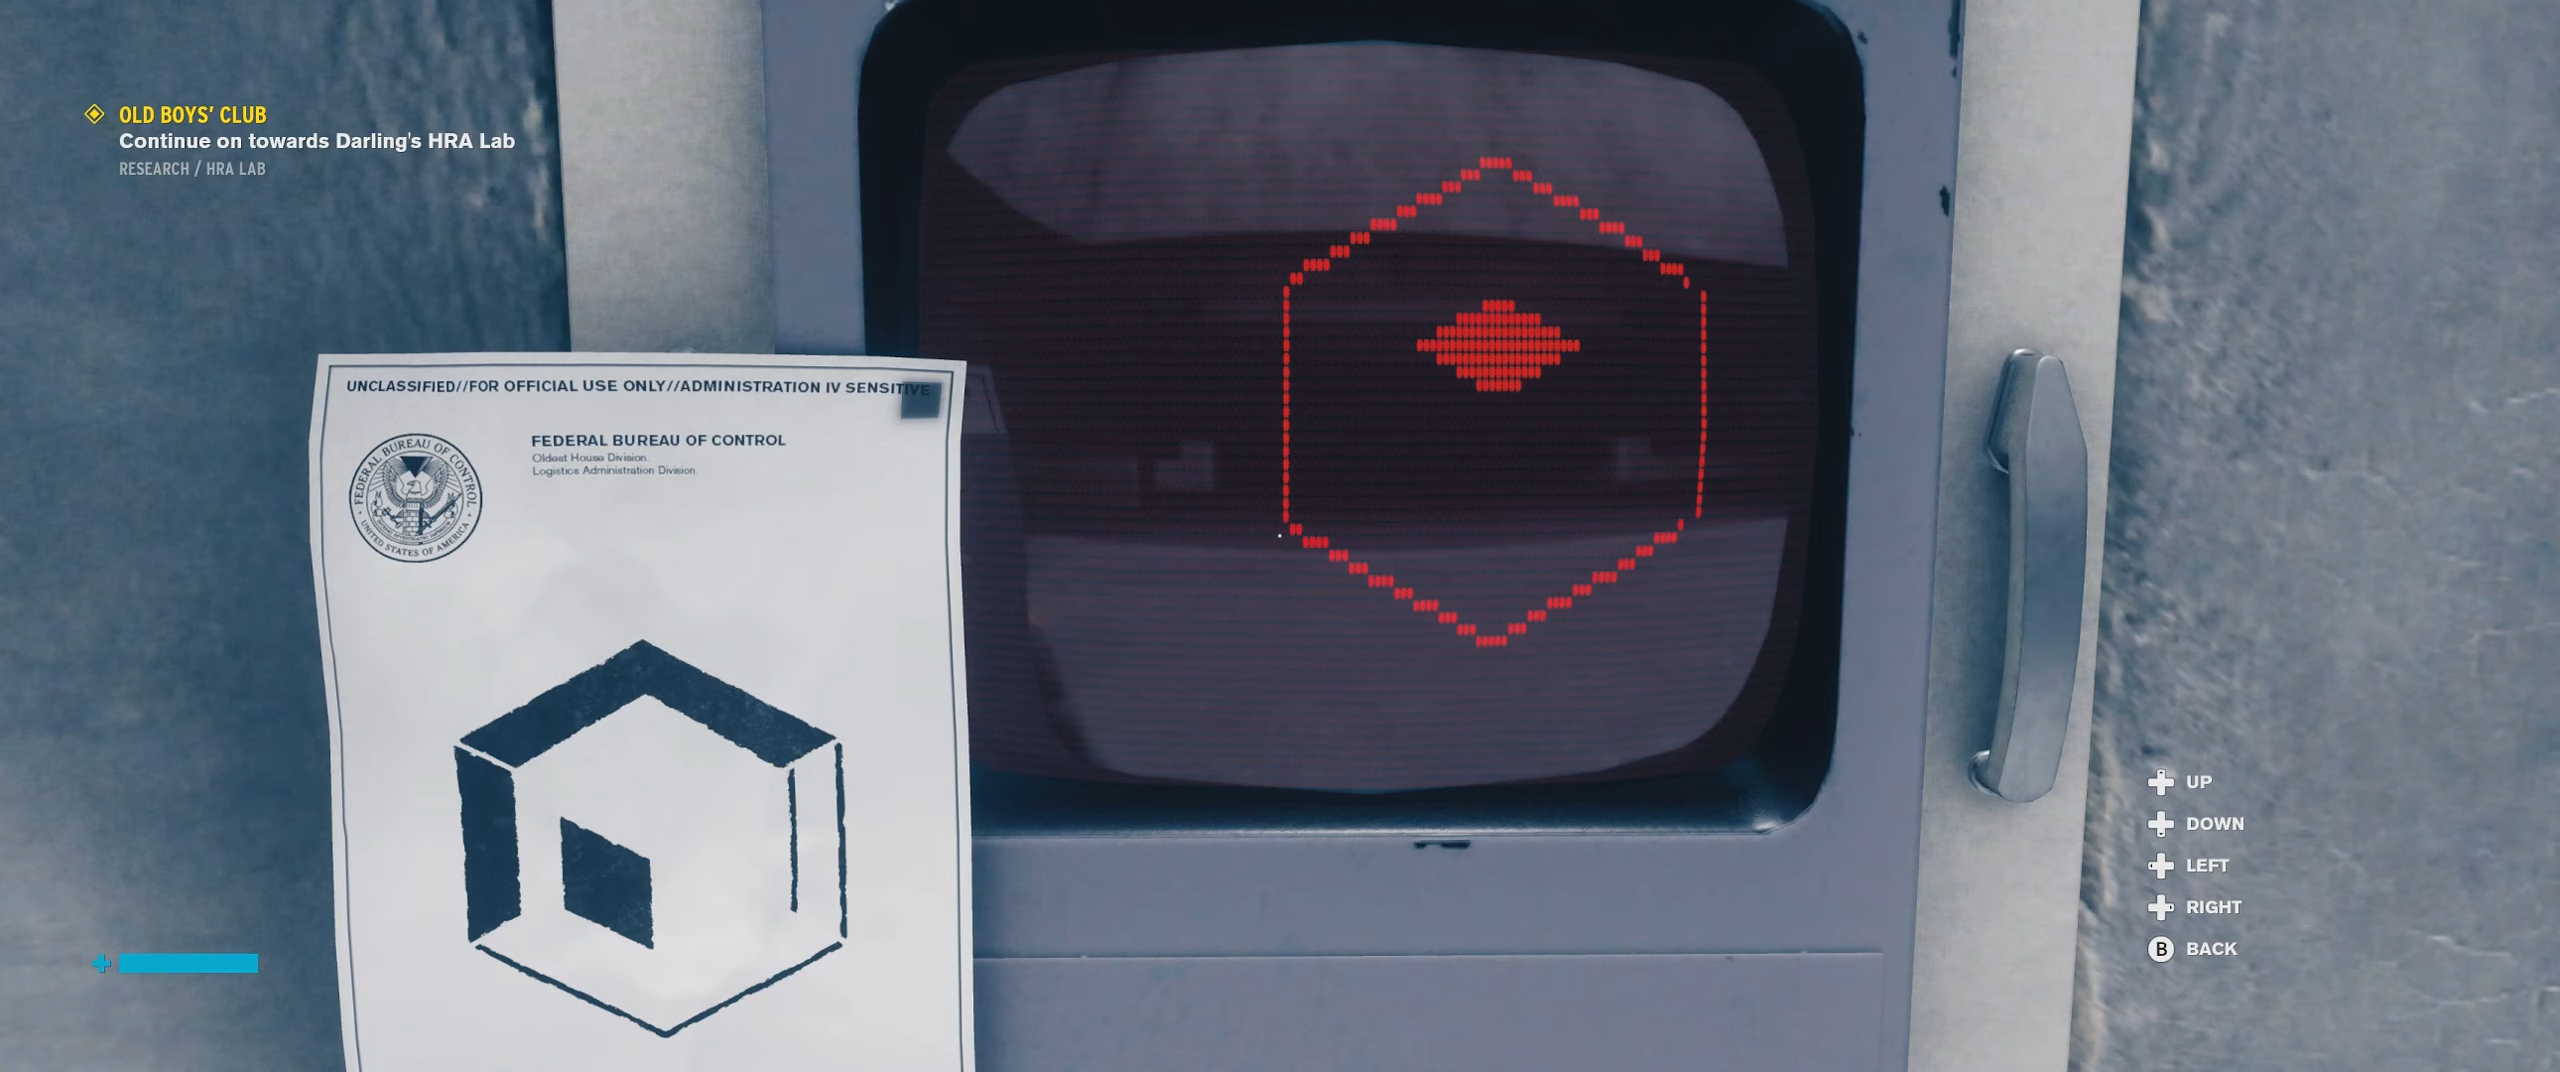 OLD BOYS' CLUB
Continue on towards Darling's HRA Lab
RESEARCH / HRA LAB
UNCLASSIFIED//FOR OFFICIAL USE ONLY//ADMINISTRATION IV SENSITIVE
FEDERAL BUREAU OF CONTROL
UNITED STATES OF AMERICA
FEDERAL BUREAU OF CONTROL
Oldest House Division.
Logistics Administration Division.
UP
DOWN
LEFT
RIGHT
B BACK